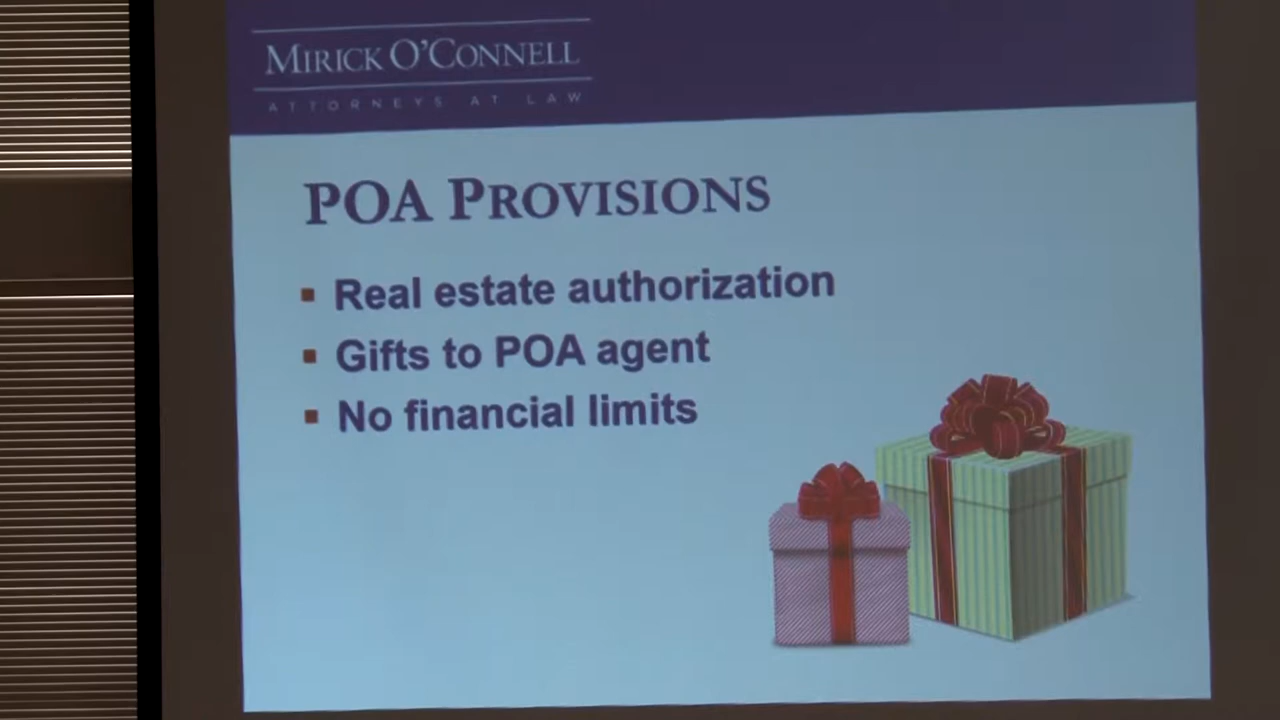 MIRICK O'CONNELL
ATTORNEYS AT LAW
POA PROVISIONS
Real estate authorization
Gifts to POA agent
No financial limits